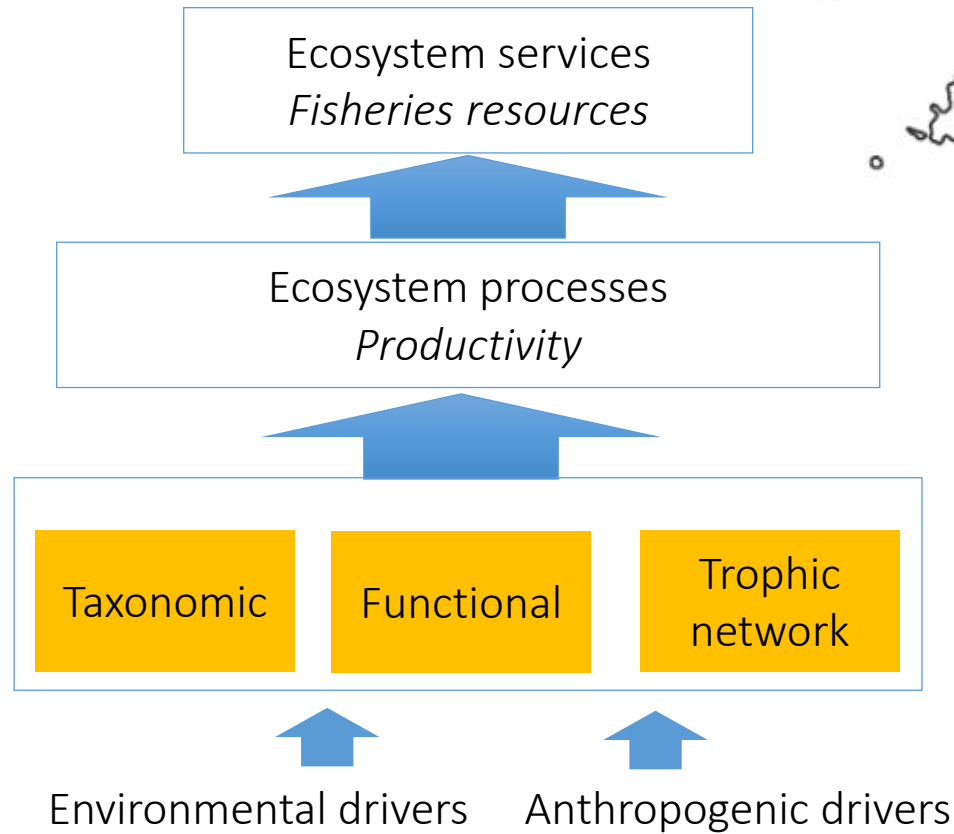 Ecosystem services
Fisheries resources
Ecosystem processes
Productivity
Taxonomic
Functional
Trophic
network
Environmental drivers
Anthropogenic drivers